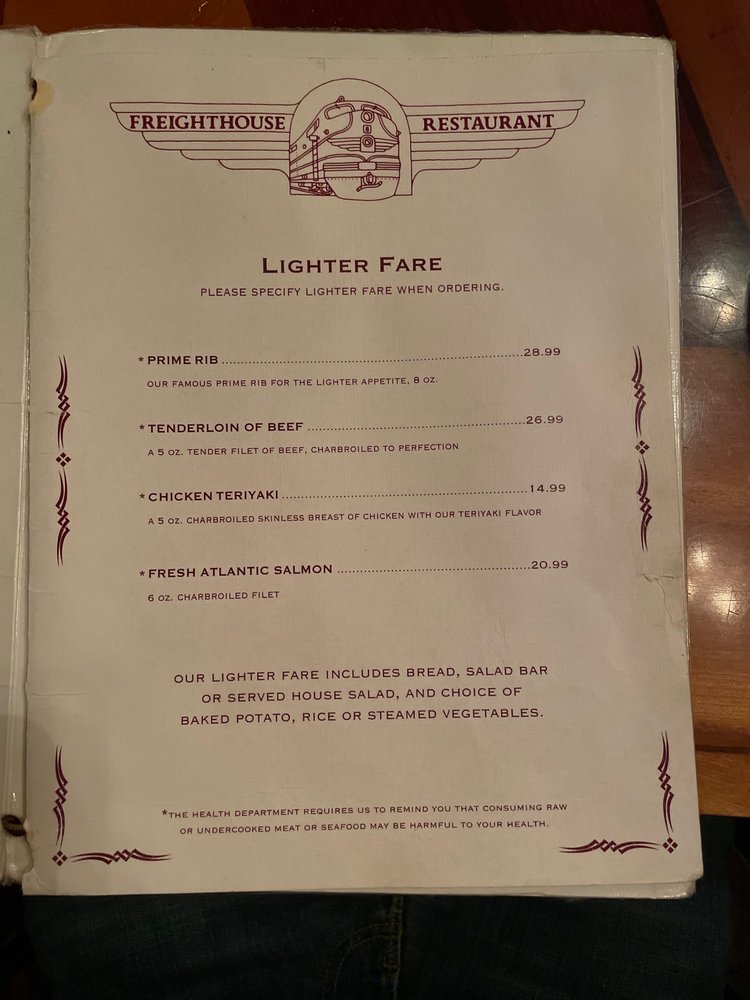 FREIGHTHOUSE RESTAURANT
LIGHTER FARE
PLEASE SPECIFY LIGHTER FARE WHEN ORDERING.
*PRIME RIB ........................................................................28.99
OUR FAMOUS PRIME RIB FOR THE LIGHTER APPETITE, 8 OZ.
*TENDERLOIN OF BEEF ....................................................26.99
A 5 OZ. TENDER FILET OF BEEF, CHARBROILED TO PERFECTION
*CHICKEN TERIYAKI ..........................................................14.99
A 5 OZ. CHARBROILED SKINLESS BREAST OF CHICKEN WITH OUR TERIYAKI FLAVOR
*FRESH ATLANTIC SALMON ..............................................20.99
6 OZ. CHARBROILED FILET
OUR LIGHTER FARE INCLUDES BREAD, SALAD BAR
OR SERVED HOUSE SALAD, AND CHOICE OF
BAKED POTATO, RICE OR STEAMED VEGETABLES.
*THE HEALTH DEPARTMENT REQUIRES US TO REMIND YOU THAT CONSUMING RAW
OR UNDERCOOKED MEAT OR SEAFOOD MAY BE HARMFUL TO YOUR HEALTH.